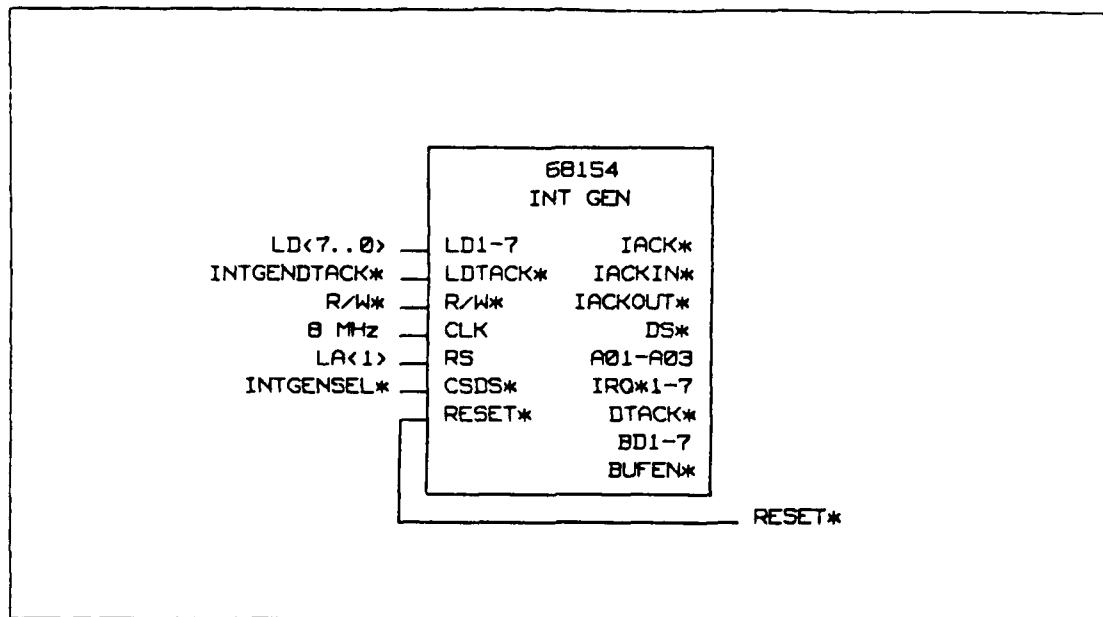 68154
INT GEN
LD<7..0> LD1-7 IACK*
INTGENDTACK* LDTACK* IACKIN*
R/W* R/W* IACKOUT*
8 MHz CLK DS*
LA<1> RS A01-A03
INTGENSEL* CSDS* IRQ*1-7
RESET* DTACK*
BD1-7
BUFEN*
RESET*